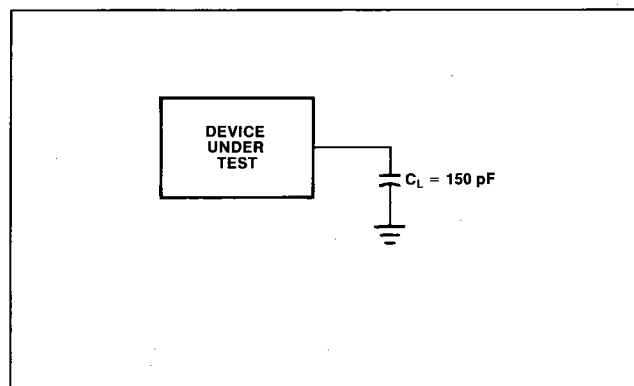 DEVICE
UNDER
TEST
C_L = 150 pF